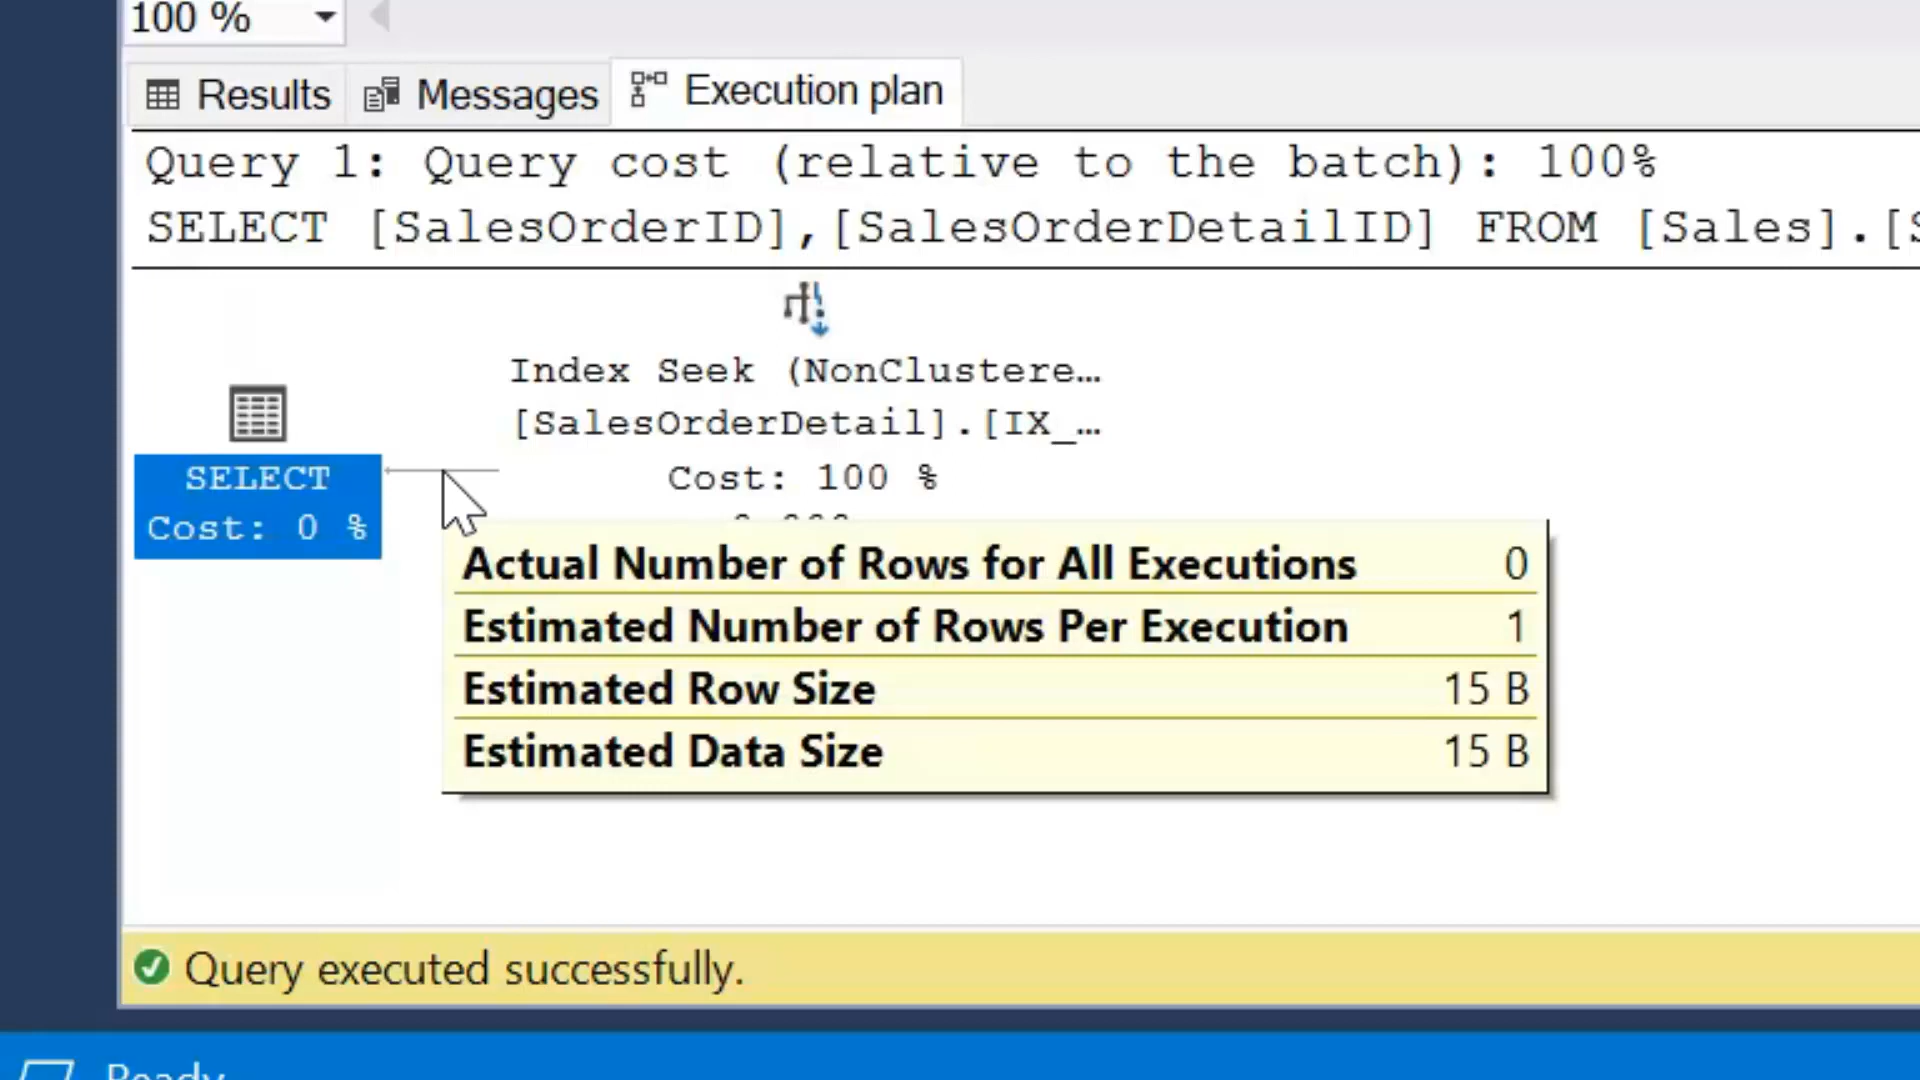 100 %
Results
Messages
Execution plan
Query 1: Query cost (relative to the batch): 100%
SELECT [SalesOrderID],[SalesOrderDetailID] FROM [Sales].[S
Index Seek (NonClustere…
[SalesOrderDetail].[IX_…
Cost: 100 %
SELECT
Cost: 0 %
Actual Number of Rows for All Executions 0
Estimated Number of Rows Per Execution 1
Estimated Row Size 15 B
Estimated Data Size 15 B
Query executed successfully.
Ready